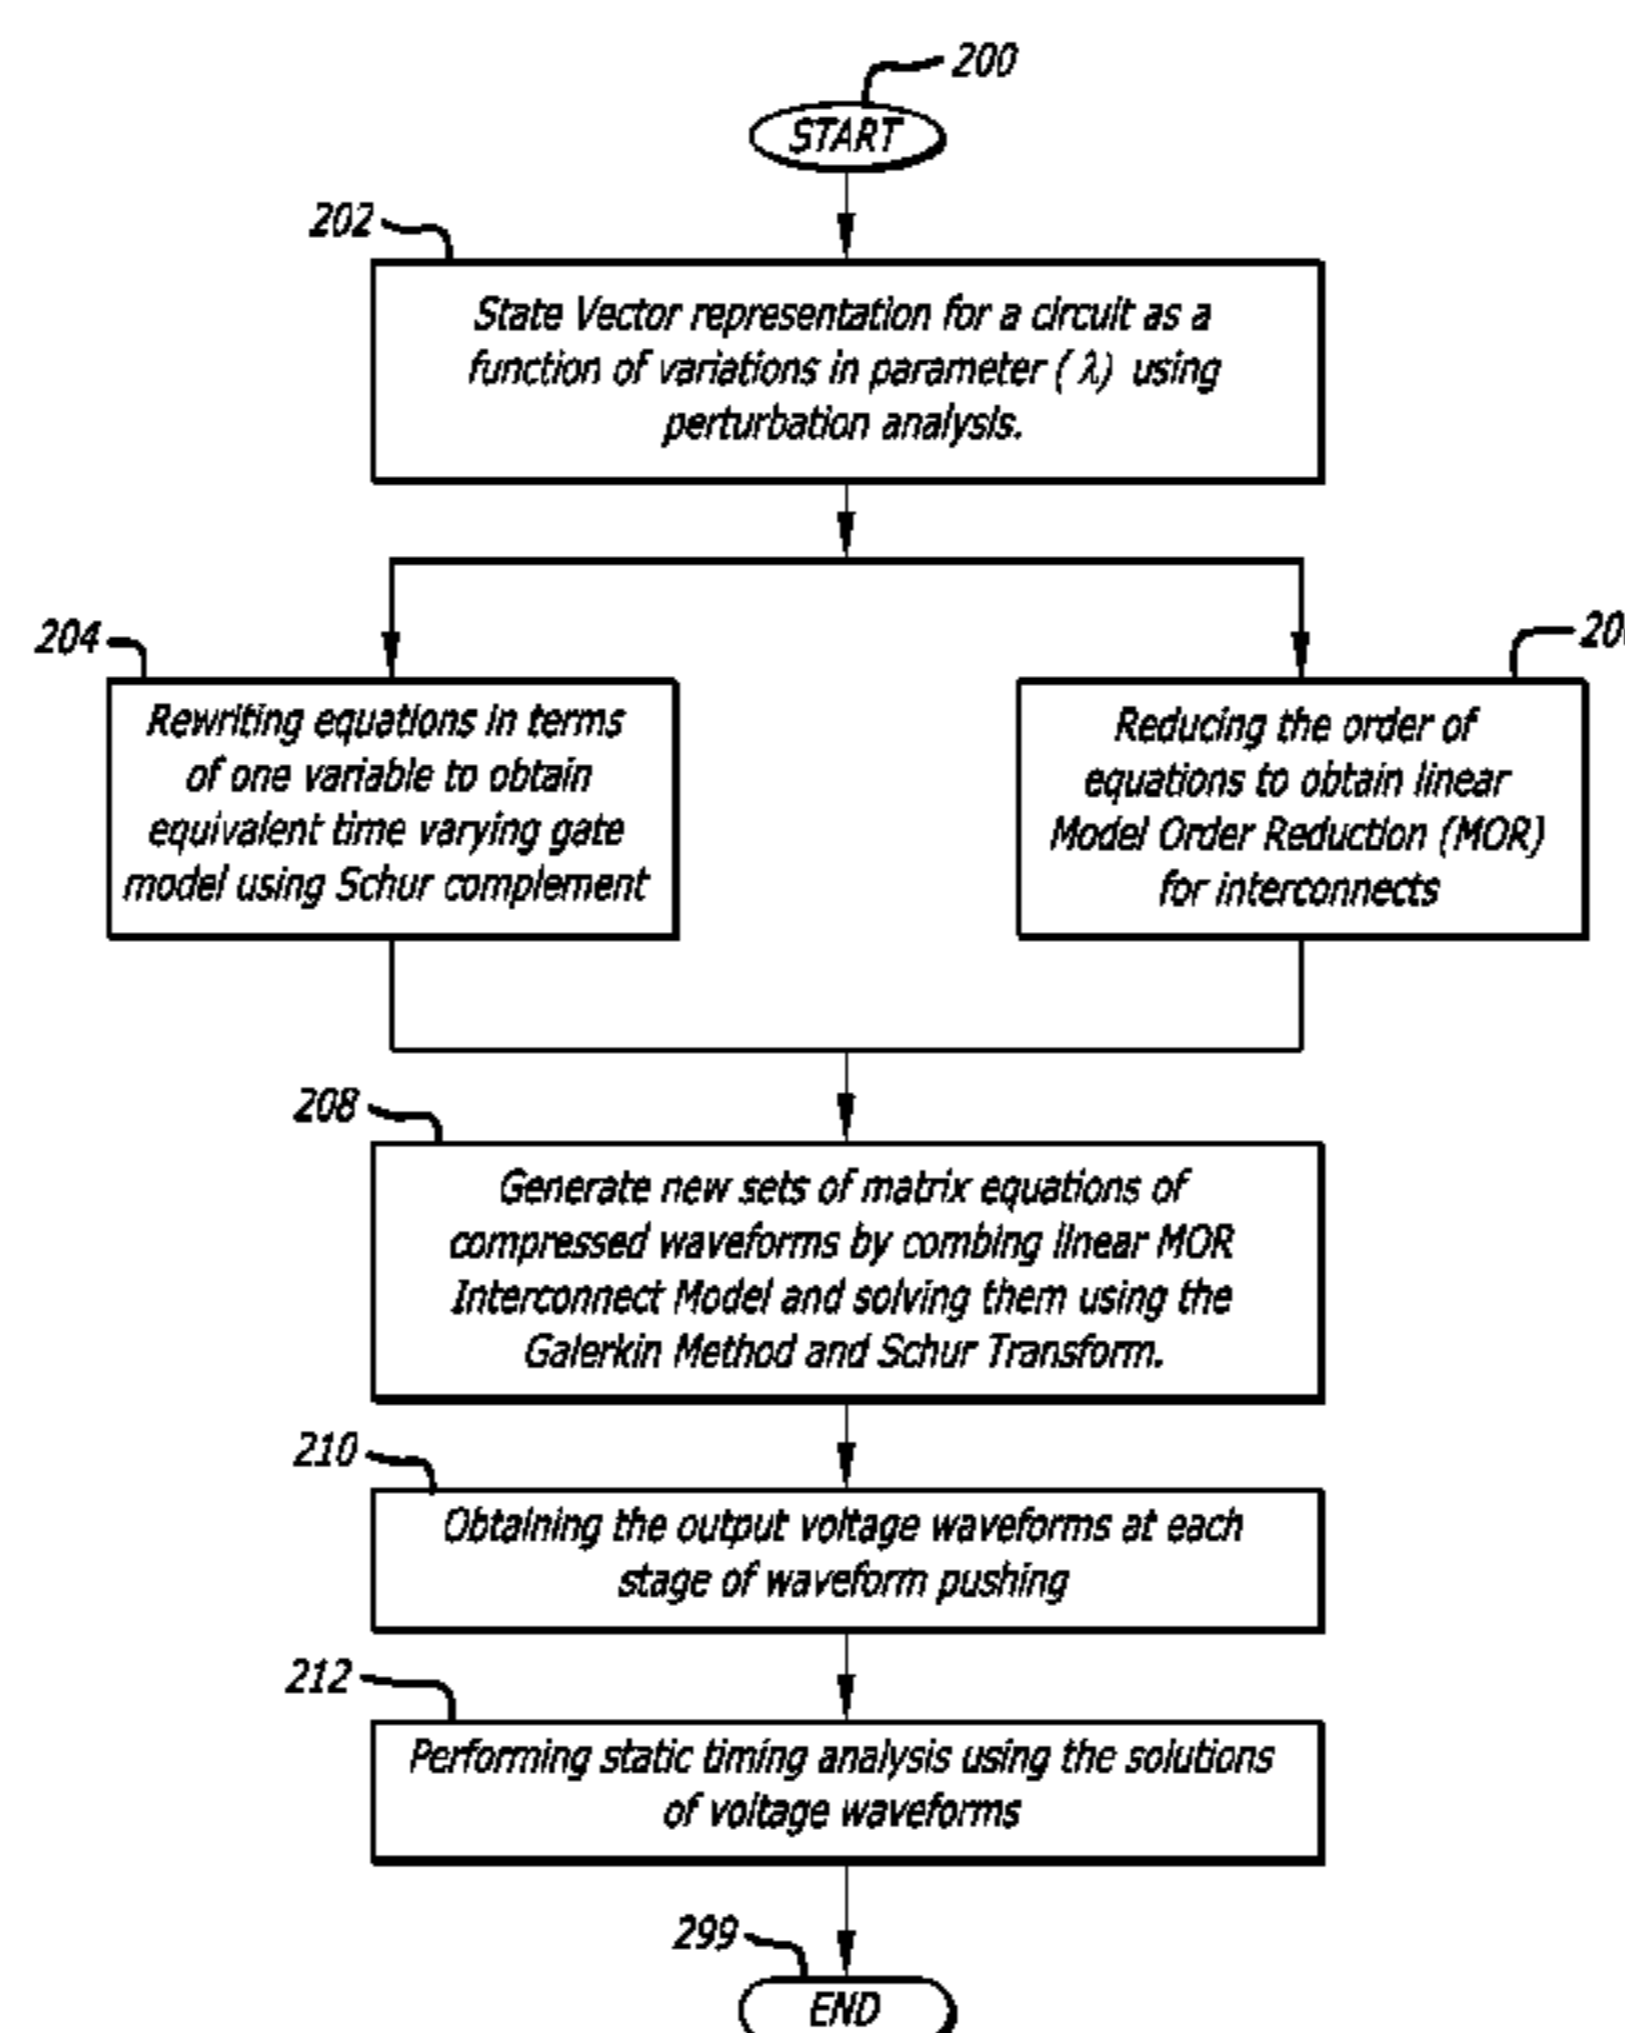 200
START
202
State Vector representation for a circuit as a
function of variations in parameter ( λ) using
perturbation analysis.
204
Rewriting equations in terms
of one variable to obtain
equivalent time varying gate
model using Schur complement
Reducing the order of
equations to obtain linear
Model Order Reduction (MOR)
for interconnects
208
Generate new sets of matrix equations of
compressed waveforms by combing linear MOR
Interconnect Model and solving them using the
Galerkin Method and Schur Transform.
210
Obtaining the output voltage waveforms at each
stage of waveform pushing
212
Performing static timing analysis using the solutions
of voltage waveforms
299
END